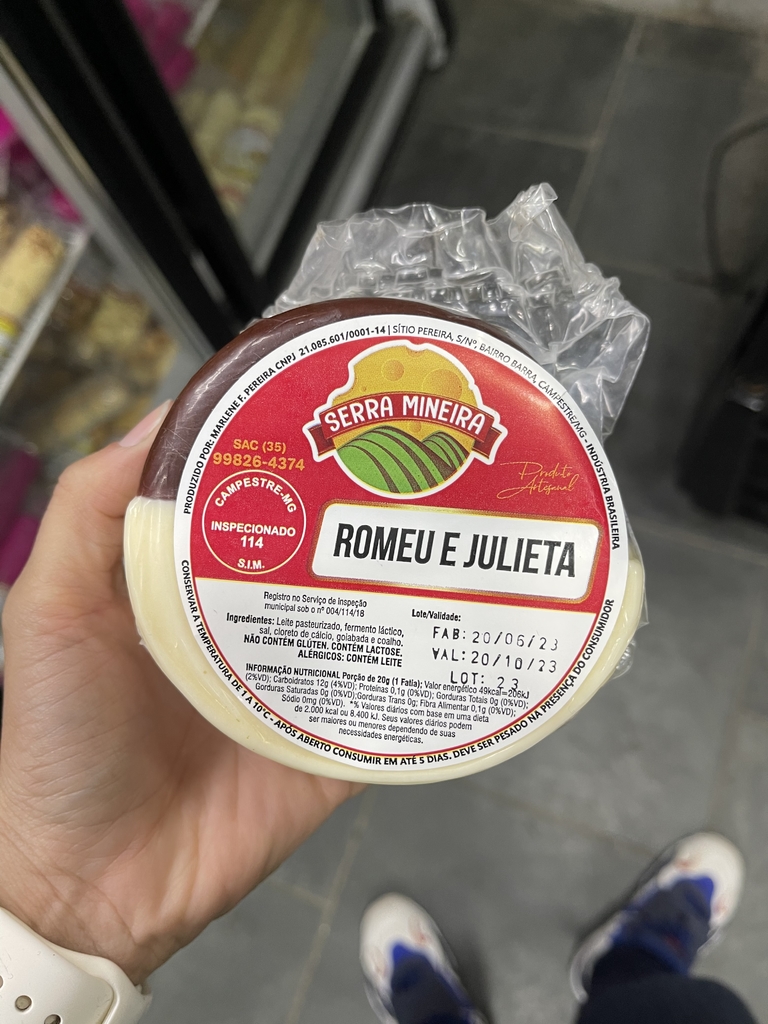 PRODUZIDO POR: MARLENE F. PEREIRA CNPJ 21.085.601/0001-14 | SÍTIO PEREIRA, S/Nº, BAIRRO BARRA, CAMPESTRE/MG - INDÚSTRIA BRASILEIRA
SERRA MINEIRA
SAC (35)
99826-4374
Produto
Artesanal
CAMPESTRE-MG
INSPECIONADO
114
S.I.M.
ROMEU E JULIETA
Registro no Serviço de inspeção
municipal sob o nº 004/114/18
Ingredientes: Leite pasteurizado, fermento láctico,
sal, cloreto de cálcio, goiabada e coalho.
NÃO CONTÉM GLÚTEN. CONTÉM LACTOSE.
ALÉRGICOS: CONTÉM LEITE
Lote/Validade:
FAB: 20/06/23
VAL: 20/10/23
LOT: 23
INFORMAÇÃO NUTRICIONAL Porção de 20g (1 Fatia); Valor energético 49kcal=206kJ
(2%VD); Carboidratos 12g (4%VD); Proteínas 0,1g (0%VD); Gorduras Totais 0g (0%VD);
Gorduras Saturadas 0g (0%VD);Gorduras Trans 0g; Fibra Alimentar 0,1g (0%VD);
Sódio 0mg (0%VD). *% Valores diários com base em uma dieta
de 2.000 kcal ou 8.400 kJ. Seus valores diários podem
ser maiores ou menores dependendo de suas
necessidades energéticas.
CONSERVAR A TEMPERATURA DE 1 A 10°C - APÓS ABERTO CONSUMIR EM ATÉ 5 DIAS. DEVE SER PESADO NA PRESENÇA DO CONSUMIDOR